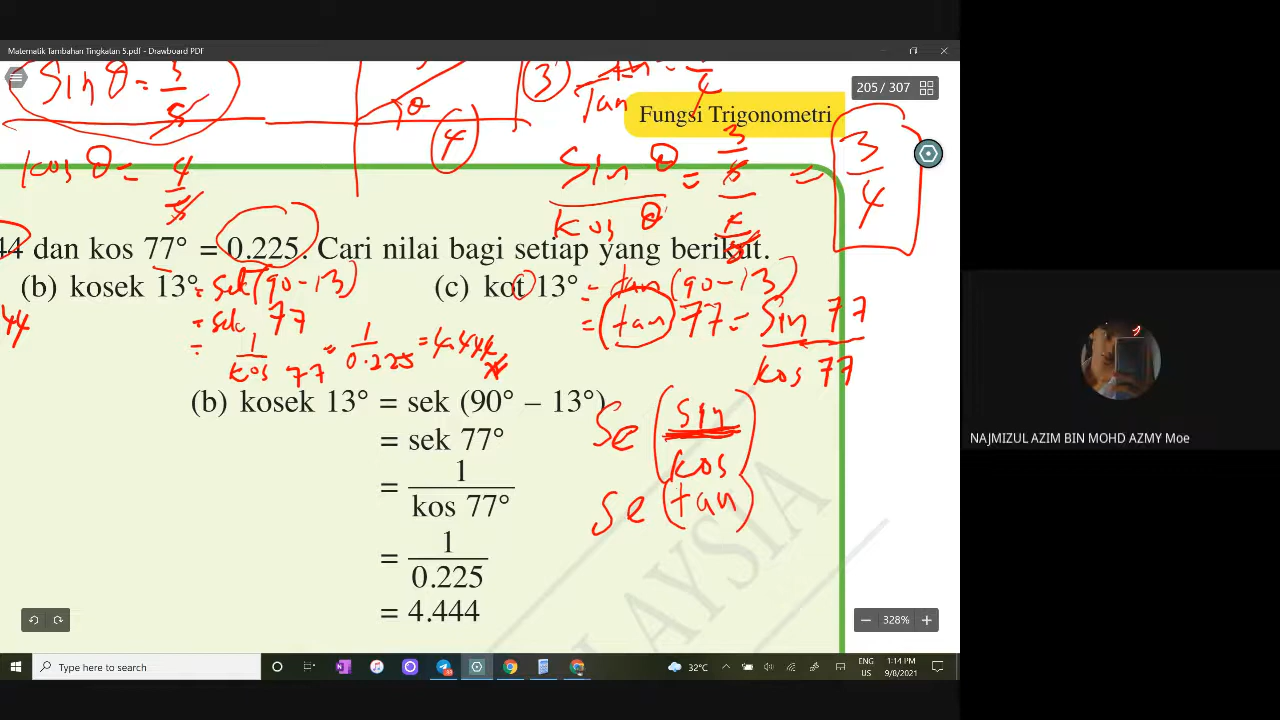 Matematik Tambahan Tingkatan 5.pdf - Drawboard PDF
205 / 307
Fungsi Trigonometri
Sin θ = 3/5
kos θ = 4/5
θ
4
3
Tan
Sin θ / kos θ = 3/5 / 4/5 = 3/4
44 dan kos 77° = 0.225. Cari nilai bagi setiap yang berikut.
(b) kosek 13° = sek (90-13)
= sek 77
= 1/kos 77 = 1/0.225 = 4.444
(c) kot 13° = tan (90-13)
= tan 77 = Sin 77 / kos 77
44
(b) kosek 13° = sek (90° – 13°)
= sek 77°
= 1/kos 77°
= 1/0.225
= 4.444
Se (sin/kos)
Se (tan)
MALAYSIA
NAJMIZUL AZIM BIN MOHD AZMY Moe
328%
Type here to search
32°C
ENG
US
1:14 PM
9/8/2021